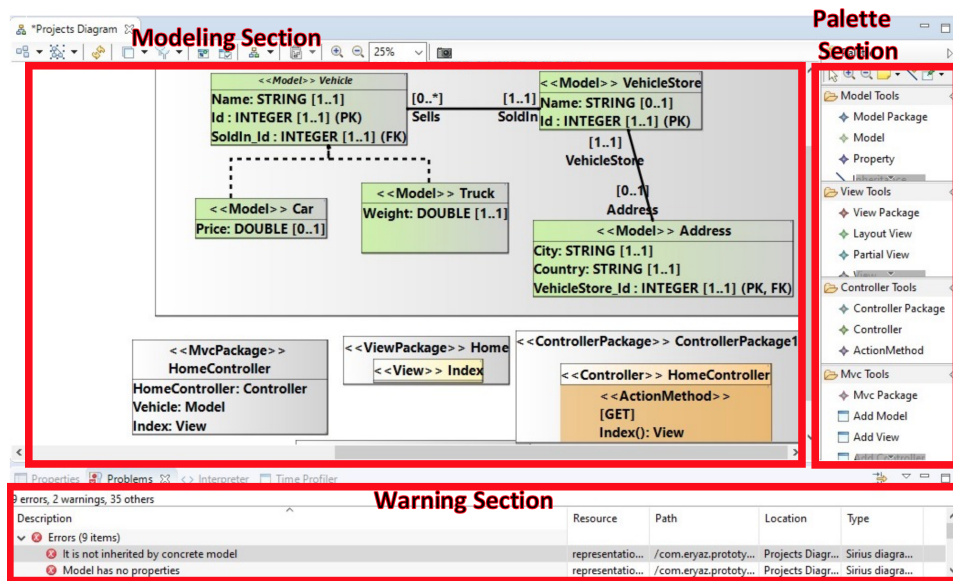 *Projects Diagram
Modeling Section
Palette
Section
25%
<<Model>> Vehicle
Name: STRING [1..1]
Id : INTEGER [1..1] (PK)
SoldIn_Id : INTEGER [1..1] (FK)
[0..*]
Sells
[1..1]
SoldIn
<<Model>> VehicleStore
Name: STRING [0..1]
Id : INTEGER [1..1] (PK)
[1..1]
VehicleStore
[0..1]
Address
<<Model>> Car
Price: DOUBLE [0..1]
<<Model>> Truck
Weight: DOUBLE [1..1]
<<Model>> Address
City: STRING [1..1]
Country: STRING [1..1]
VehicleStore_Id : INTEGER [1..1] (PK, FK)
<<MvcPackage>>
HomeController
HomeController: Controller
Vehicle: Model
Index: View
<<ViewPackage>> Home
<<View>> Index
<<ControllerPackage>> ControllerPackage1
<<Controller>> HomeController
<<ActionMethod>>
[GET]
Index(): View
Model Tools
Model Package
Model
Property
Inheritance
View Tools
View Package
Layout View
Partial View
View
Controller Tools
Controller Package
Controller
ActionMethod
Mvc Tools
Mvc Package
Add Model
Add View
Add Controller
Properties
Problems
Interpreter
Time Profiler
9 errors, 2 warnings, 35 others
Warning Section
Description Resource Path Location Type
Errors (9 items)
It is not inherited by concrete model representatio... /com.eryaz.prototy... Projects Diagr... Sirius diagra...
Model has no properties representatio... /com.eryaz.prototy... Projects Diagr... Sirius diagra...